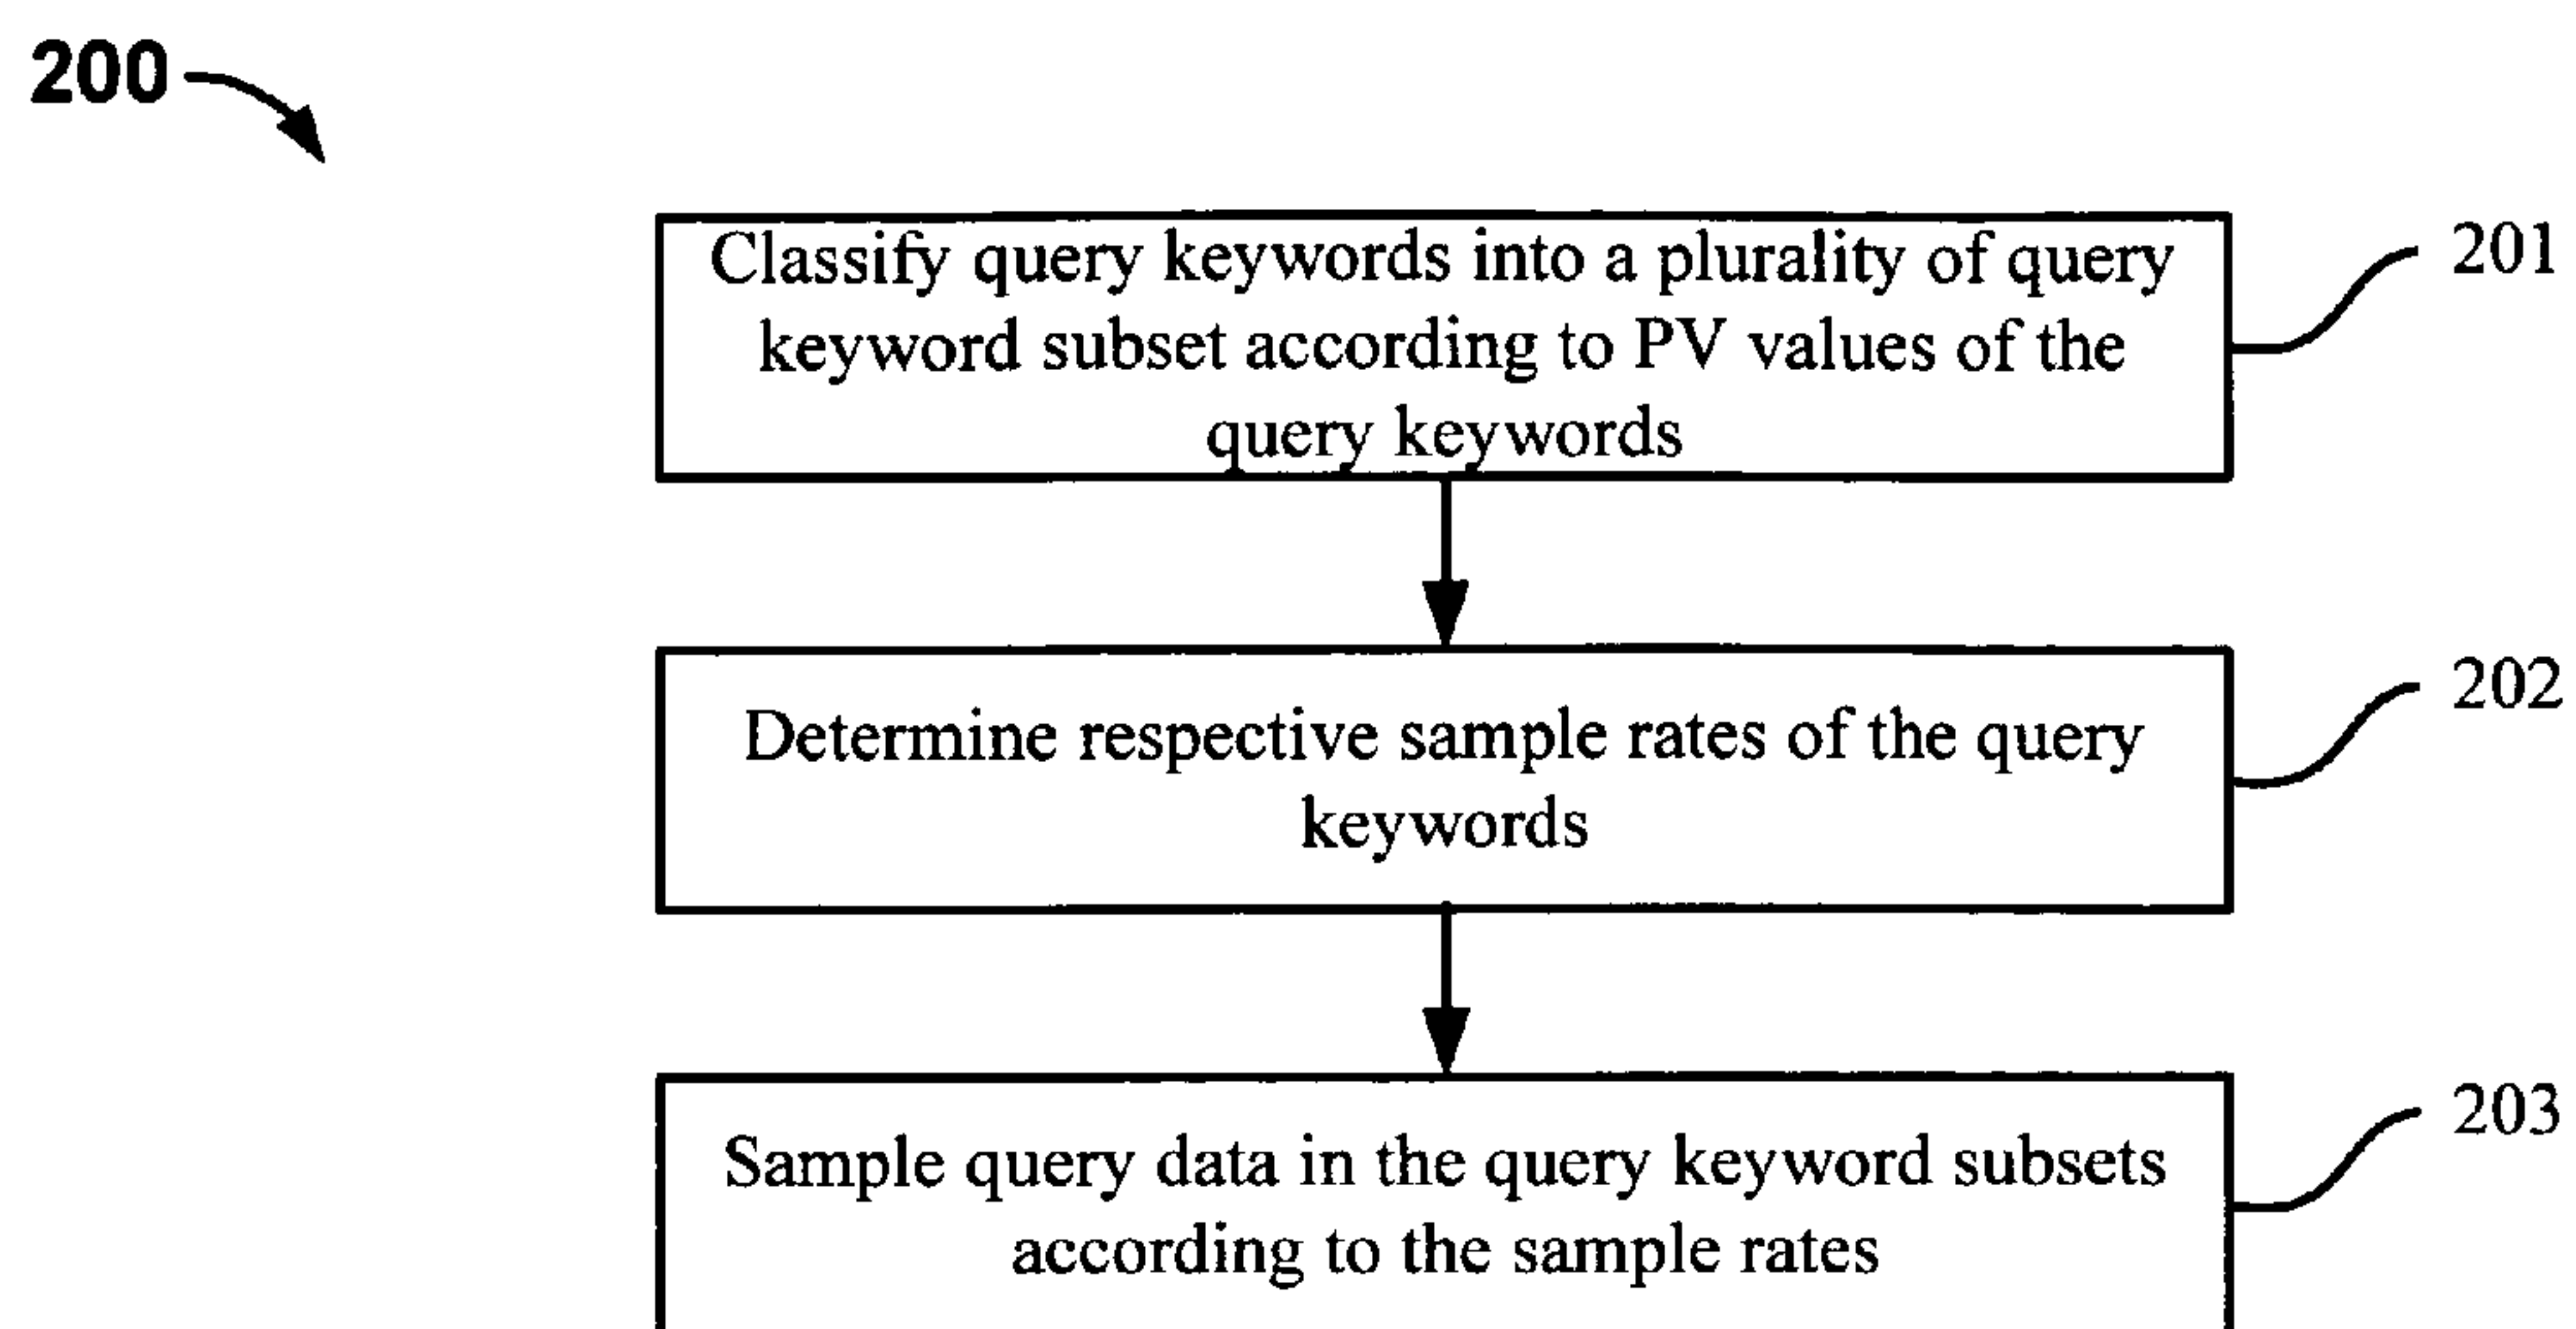 200
Classify query keywords into a plurality of query
keyword subset according to PV values of the
query keywords
201
Determine respective sample rates of the query
keywords
202
Sample query data in the query keyword subsets
according to the sample rates
203